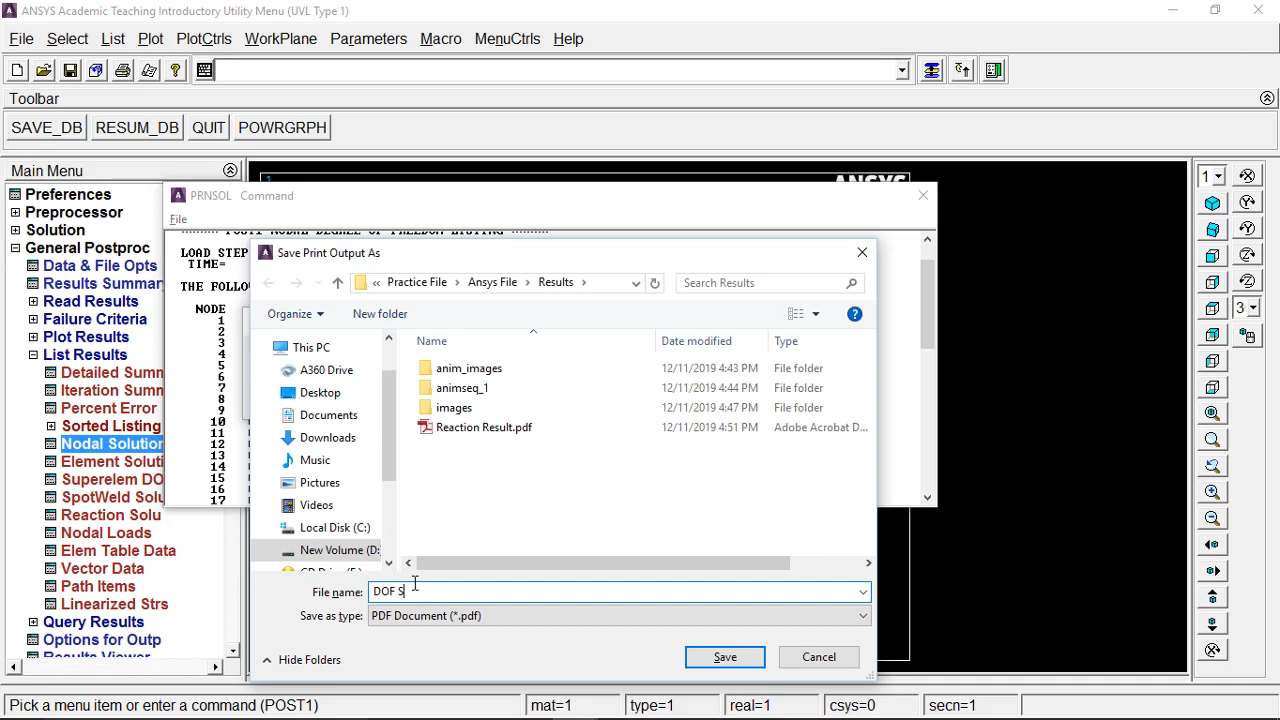 ANSYS Academic Teaching Introductory Utility Menu (UVL Type 1)
File Select List Plot PlotCtrls WorkPlane Parameters Macro MenuCtrls Help
Toolbar
SAVE_DB RESUM_DB QUIT POWRGRPH
Main Menu
Preferences
Preprocessor
Solution
General Postproc
Data & File Opts
Results Summar
Read Results
Failure Criteria
Plot Results
List Results
Detailed Summ
Iteration Summ
Percent Error
Sorted Listing
Nodal Solution
Element Soluti
Superelem DO
SpotWeld Solu
Reaction Solu
Nodal Loads
Elem Table Data
Vector Data
Path Items
Linearized Strs
Query Results
Options for Outp
Results Viewer
1
ANSYS
PRNSOL Command
File
LOAD STEP
TIME=
THE FOLLO
NODE
1
2
3
4
5
6
7
8
9
10
11
12
13
14
15
16
17
Save Print Output As
« Practice File > Ansys File > Results >
Search Results
Organize New folder
This PC
A360 Drive
Desktop
Documents
Downloads
Music
Pictures
Videos
Local Disk (C:)
New Volume (D:
Name Date modified Type
anim_images 12/11/2019 4:43 PM File folder
animseq_1 12/11/2019 4:44 PM File folder
images 12/11/2019 4:47 PM File folder
Reaction Result.pdf 12/11/2019 4:51 PM Adobe Acrobat D...
File name: DOF S
Save as type: PDF Document (*.pdf)
Hide Folders
Save Cancel
1
3
Pick a menu item or enter a command (POST1) mat=1 type=1 real=1 csys=0 secn=1